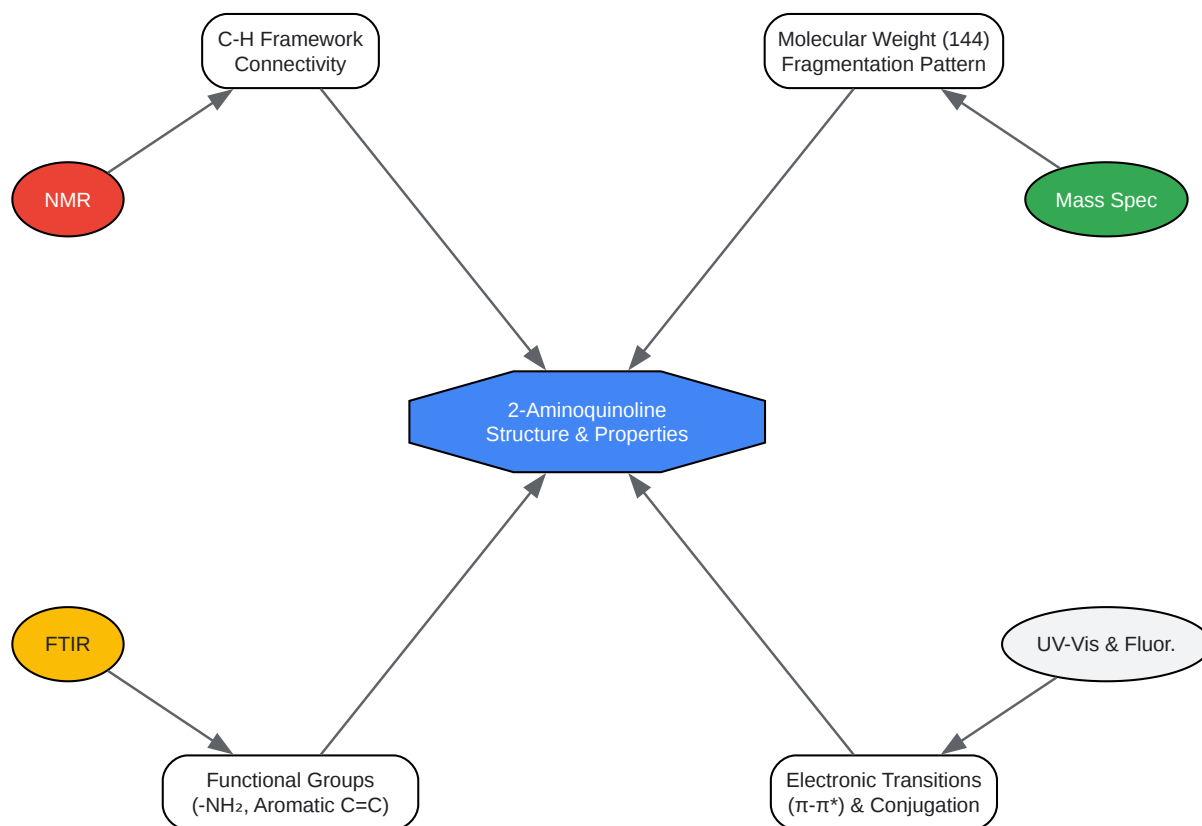 C-H Framework
Connectivity
Molecular Weight (144)
Fragmentation Pattern
NMR
Mass Spec
2-Aminoquinoline
Structure & Properties
FTIR
UV-Vis & Fluor.
Functional Groups
(-NH₂, Aromatic C=C)
Electronic Transitions
(π-π*) & Conjugation